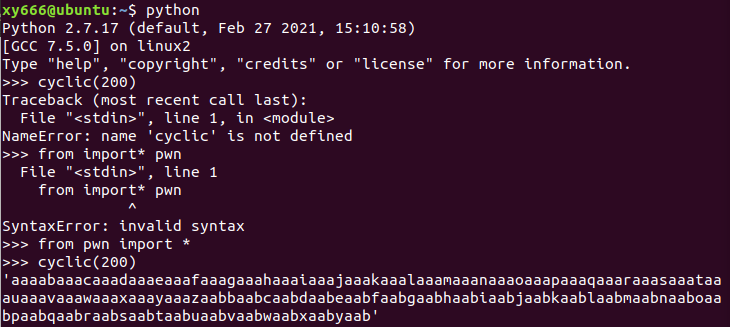 xy666@ubuntu:~$ python
Python 2.7.17 (default, Feb 27 2021, 15:10:58)
[GCC 7.5.0] on linux2
Type "help", "copyright", "credits" or "license" for more information.
>>> cyclic(200)
Traceback (most recent call last):
  File "<stdin>", line 1, in <module>
NameError: name 'cyclic' is not defined
>>> from import* pwn
  File "<stdin>", line 1
    from import* pwn
              ^
SyntaxError: invalid syntax
>>> from pwn import *
>>> cyclic(200)
'aaaabaaacaaadaaaeaaafaaagaaahaaaiaaajaaakaaalaaamaaanaaaoaaapaaaqaaaraaasaaataa
auaaavaaawaaaxaaayaaazaabbaabcaabdaabeaabfaabgaabhaabiaabjaabkaablaabmaabnaaboaa
bpaabqaabraabsaabtaabuaabvaabwaabxaabyaab'